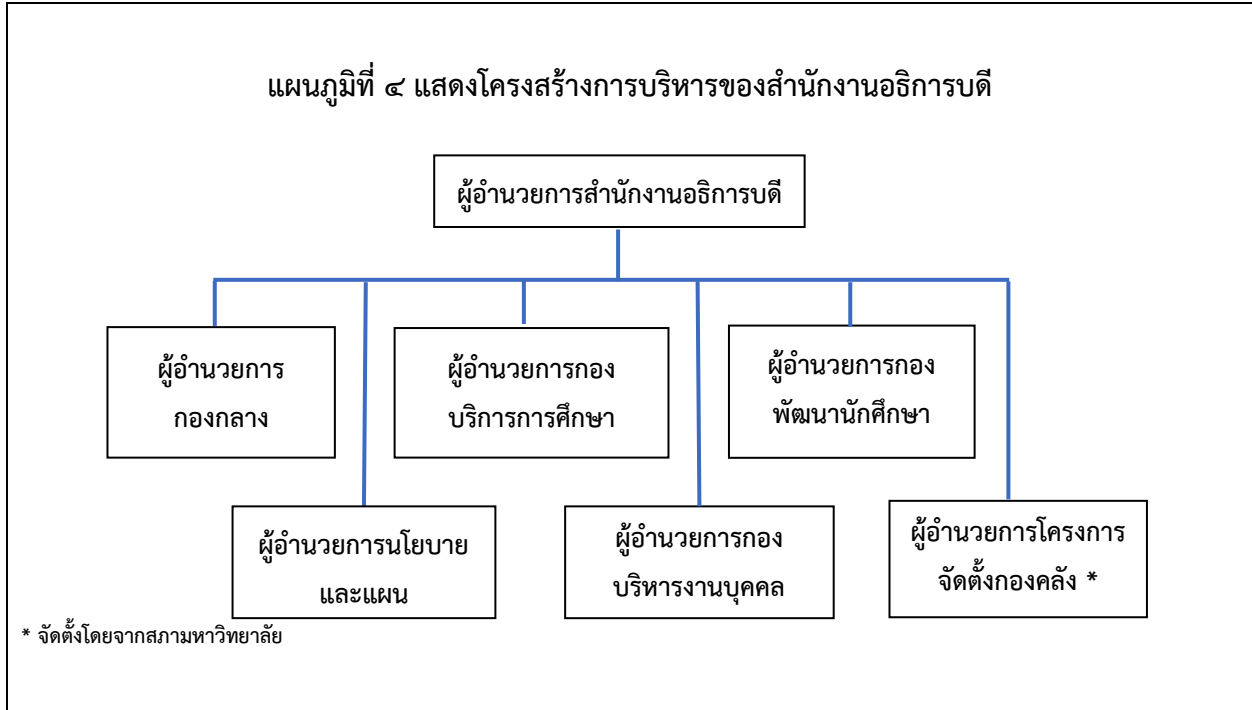 แผนภูมิที่ ๔ แสดงโครงสร้างการบริหารของสำนักงานอธิการบดี
ผู้อำนวยการสำนักงานอธิการบดี
ผู้อำนวยการ
กองกลาง
ผู้อำนวยการกอง
บริการการศึกษา
ผู้อำนวยการกอง
พัฒนานักศึกษา
ผู้อำนวยการนโยบาย
และแผน
ผู้อำนวยการกอง
บริหารงานบุคคล
ผู้อำนวยการโครงการ
จัดตั้งกองคลัง *
* จัดตั้งโดยจากสภามหาวิทยาลัย